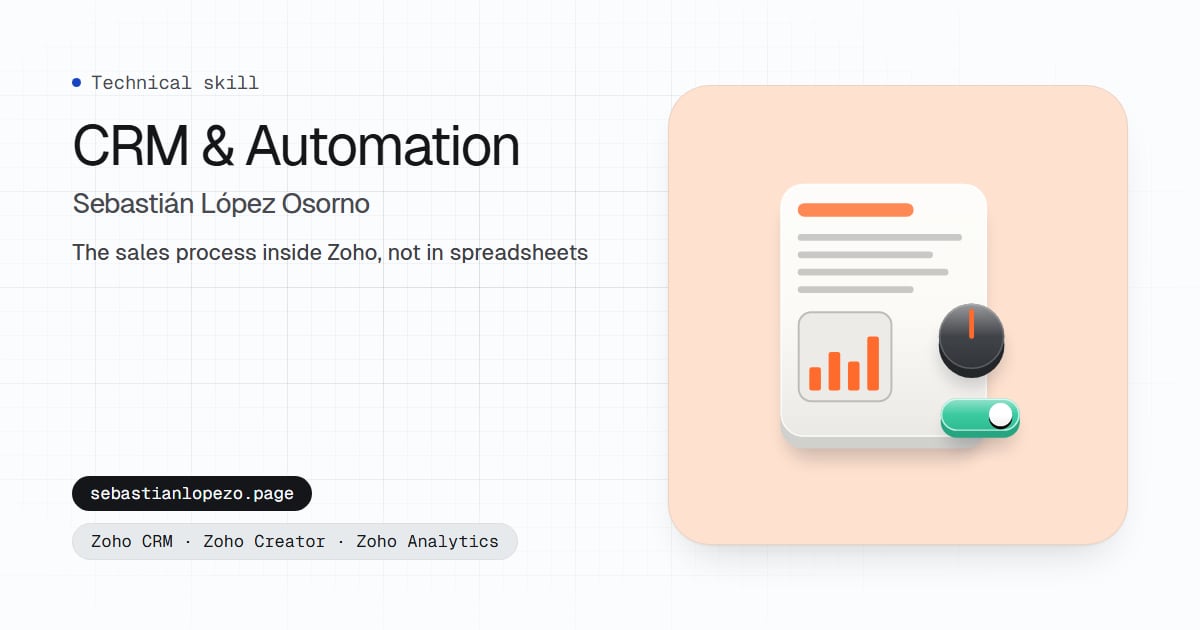 Technical skill
CRM & Automation
Sebastián López Osorno
The sales process inside Zoho, not in spreadsheets
sebastianlopezo.page
Zoho CRM · Zoho Creator · Zoho Analytics